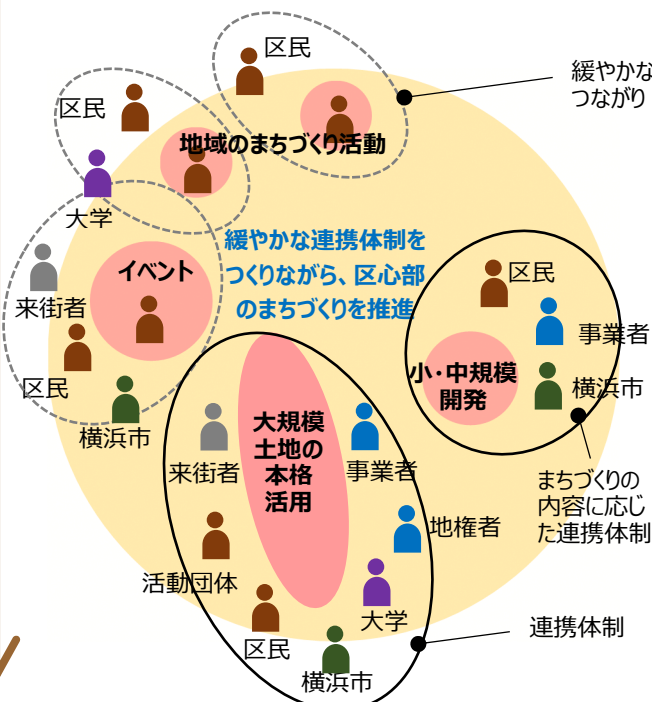 区民
緩やかな
つながり
区民
地域のまちづくり活動
大学
緩やかな連携体制を
つくりながら、区心部
のまちづくりを推進
イベント
来街者
区民
横浜市
区民
事業者
小・中規模
開発
横浜市
大規模
土地の
本格
活用
来街者
事業者
まちづくりの
内容に応じ
た連携体制
地権者
活動団体
大学
区民
横浜市
連携体制